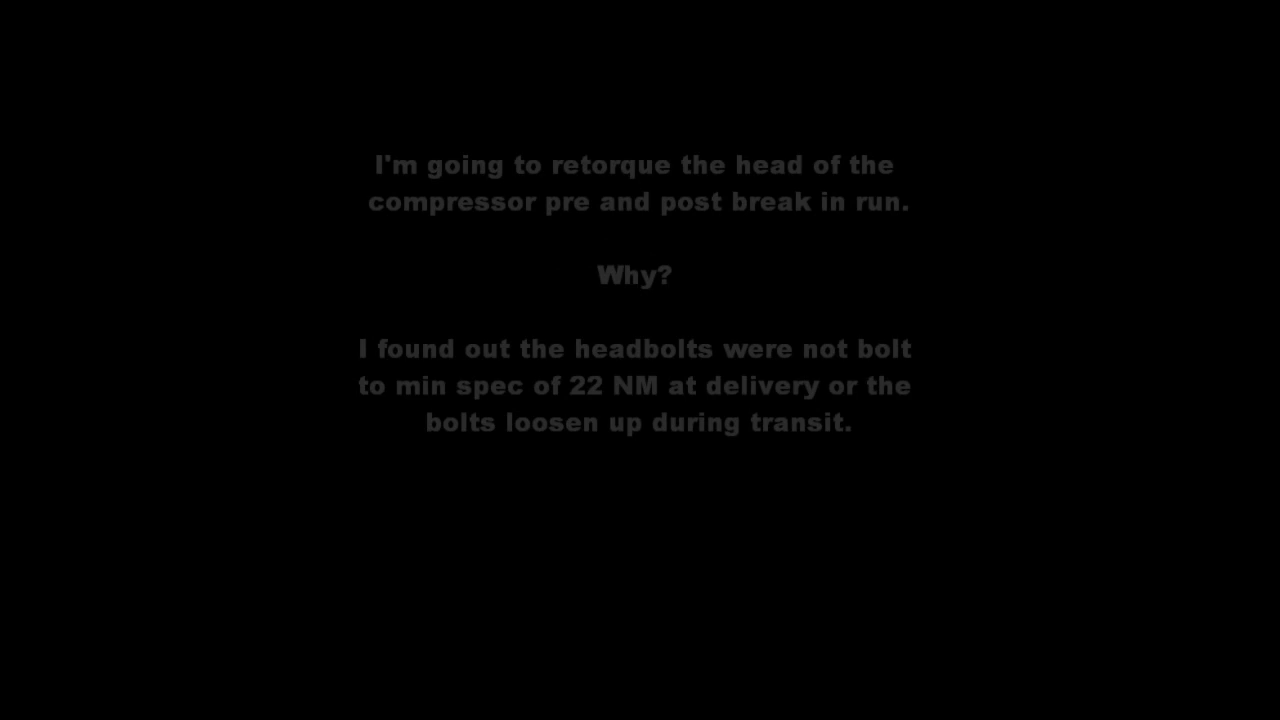 I'm going to retorque the head of the
compressor pre and post break in run.
Why?
I found out the headbolts were not bolt
to min spec of 22 NM at delivery or the
bolts loosen up during transit.